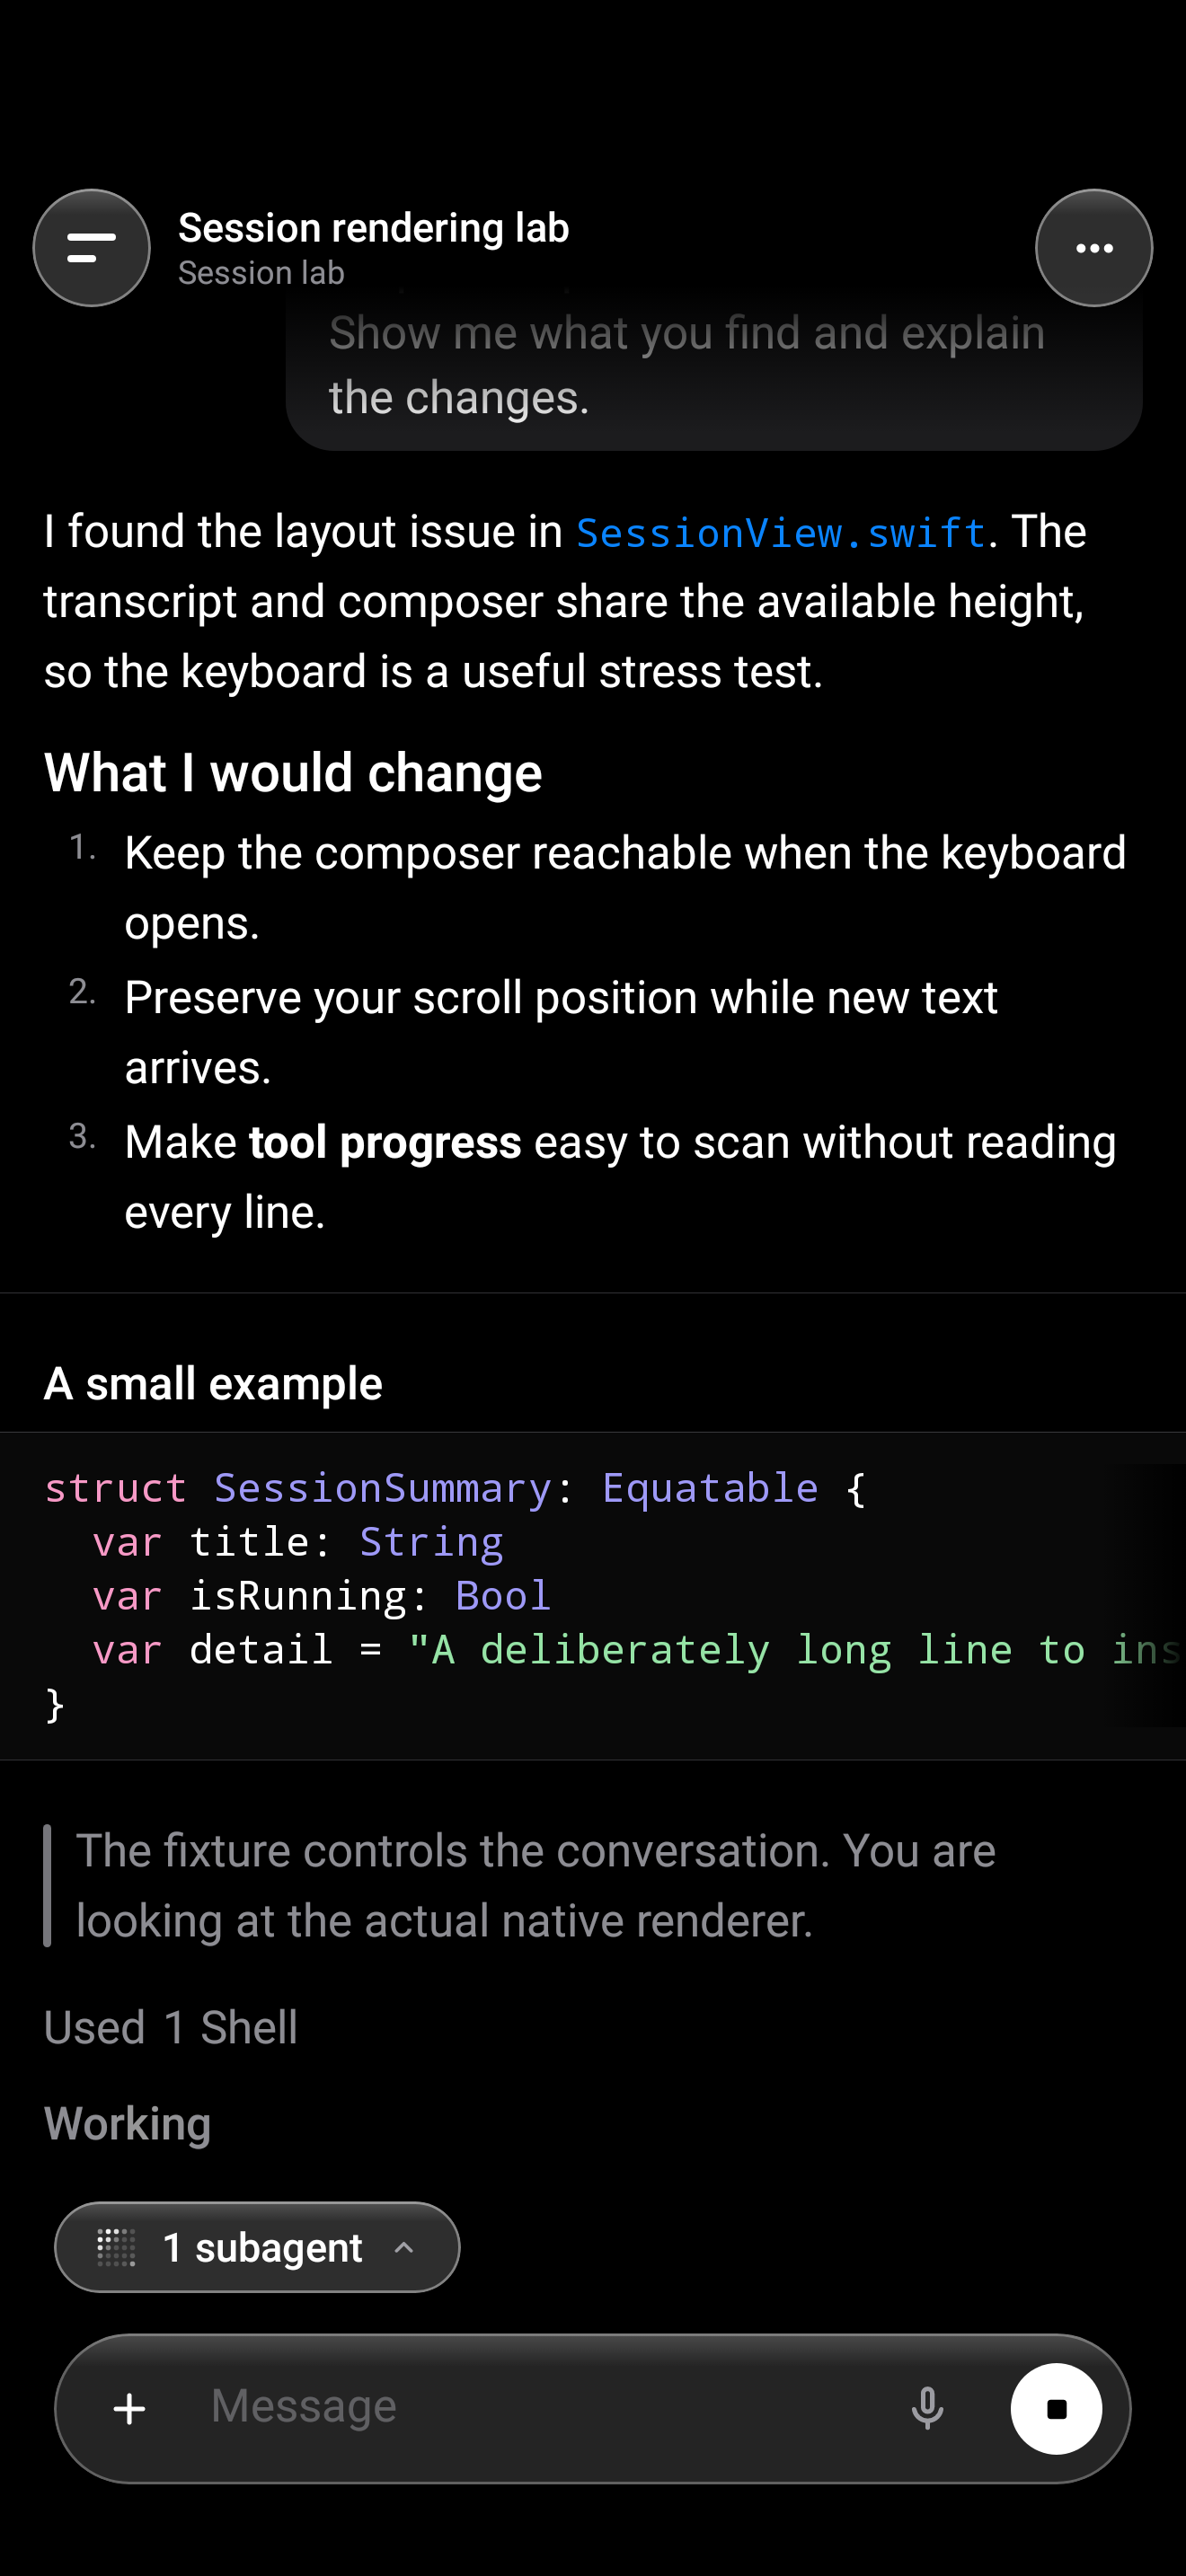 Session rendering lab
Session lab
Show me what you find and explain
the changes.
I found the layout issue in SessionView.swift. The
transcript and composer share the available height,
so the keyboard is a useful stress test.
What I would change
1. Keep the composer reachable when the keyboard
opens.
2. Preserve your scroll position while new text
arrives.
3. Make tool progress easy to scan without reading
every line.
A small example
struct SessionSummary: Equatable {
  var title: String
  var isRunning: Bool
  var detail = "A deliberately long line to ins
}
The fixture controls the conversation. You are
looking at the actual native renderer.
Used 1 Shell
Working
1 subagent
Message